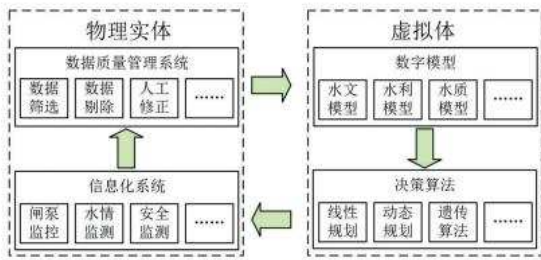 物理实体
数据质量管理系统
数据
筛选
数据
剔除
人工
修正
……
信息化系统
闸泵
监控
水情
监测
安全
监测
……
虚拟体
数字模型
水文
模型
水利
模型
水质
模型
……
决策算法
线性
规划
动态
规划
遗传
算法
……